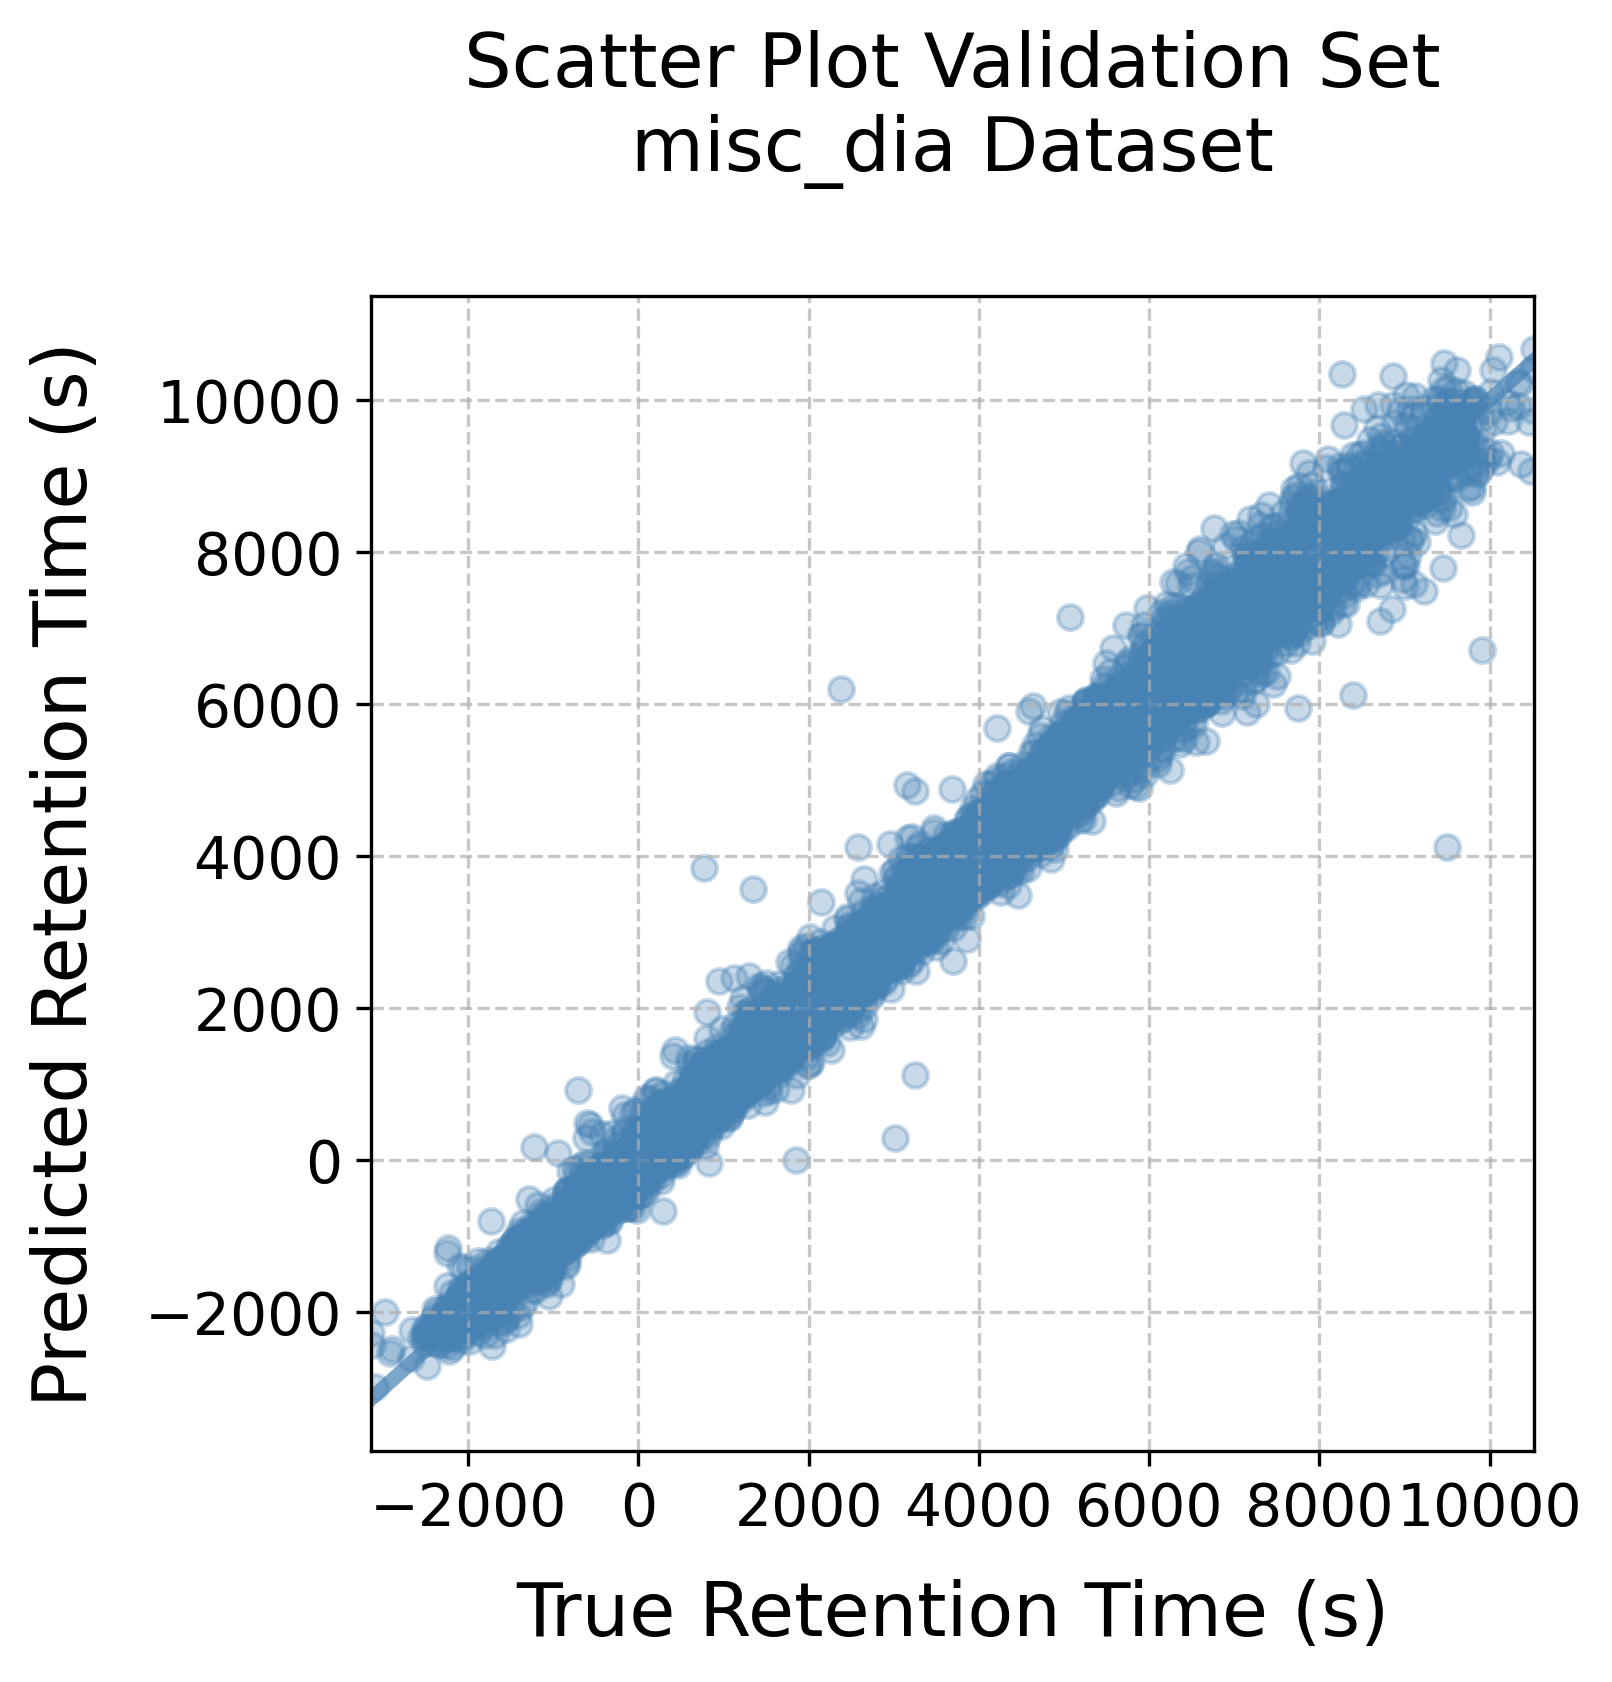 Scatter Plot Validation Set
misc_dia Dataset
Predicted Retention Time (s)
10000
8000
6000
4000
2000
0
−2000
−2000 0 2000 4000 6000 8000 10000
True Retention Time (s)